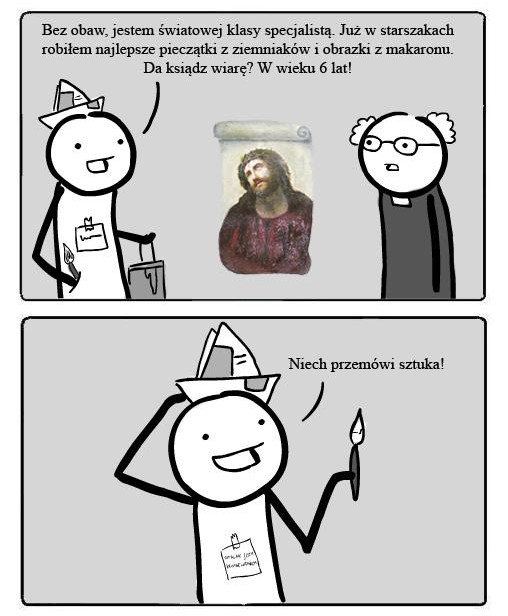 Bez obaw, jestem światowej klasy specjalistą. Już w starszakach
robiłem najlepsze pieczątki z ziemniaków i obrazki z makaronu.
Da ksiądz wiarę? W wieku 6 lat!
Niech przemówi sztuka!